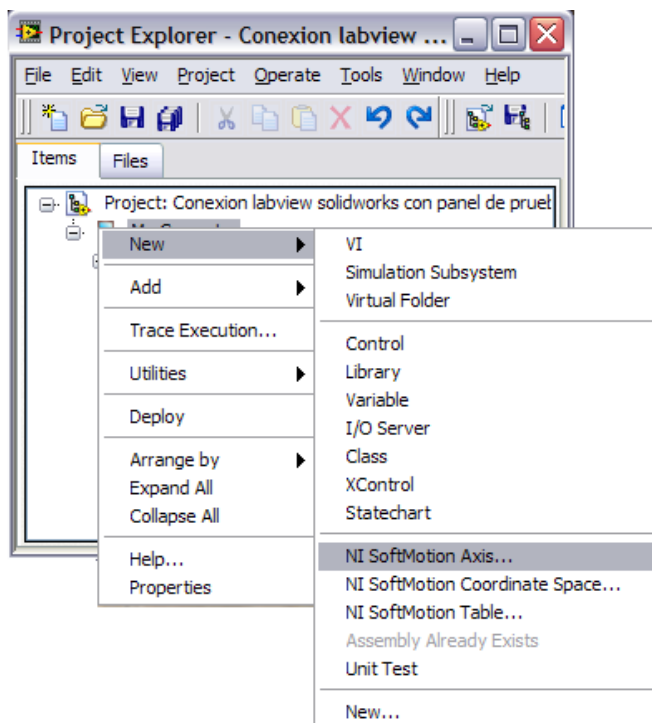 Project Explorer - Conexion labview ...
File Edit View Project Operate Tools Window Help
Items Files
Project: Conexion labview solidworks con panel de prueb
New
Add
Trace Execution...
Utilities
Deploy
Arrange by
Expand All
Collapse All
Help...
Properties
VI
Simulation Subsystem
Virtual Folder
Control
Library
Variable
I/O Server
Class
XControl
Statechart
NI SoftMotion Axis...
NI SoftMotion Coordinate Space...
NI SoftMotion Table...
Assembly Already Exists
Unit Test
New...